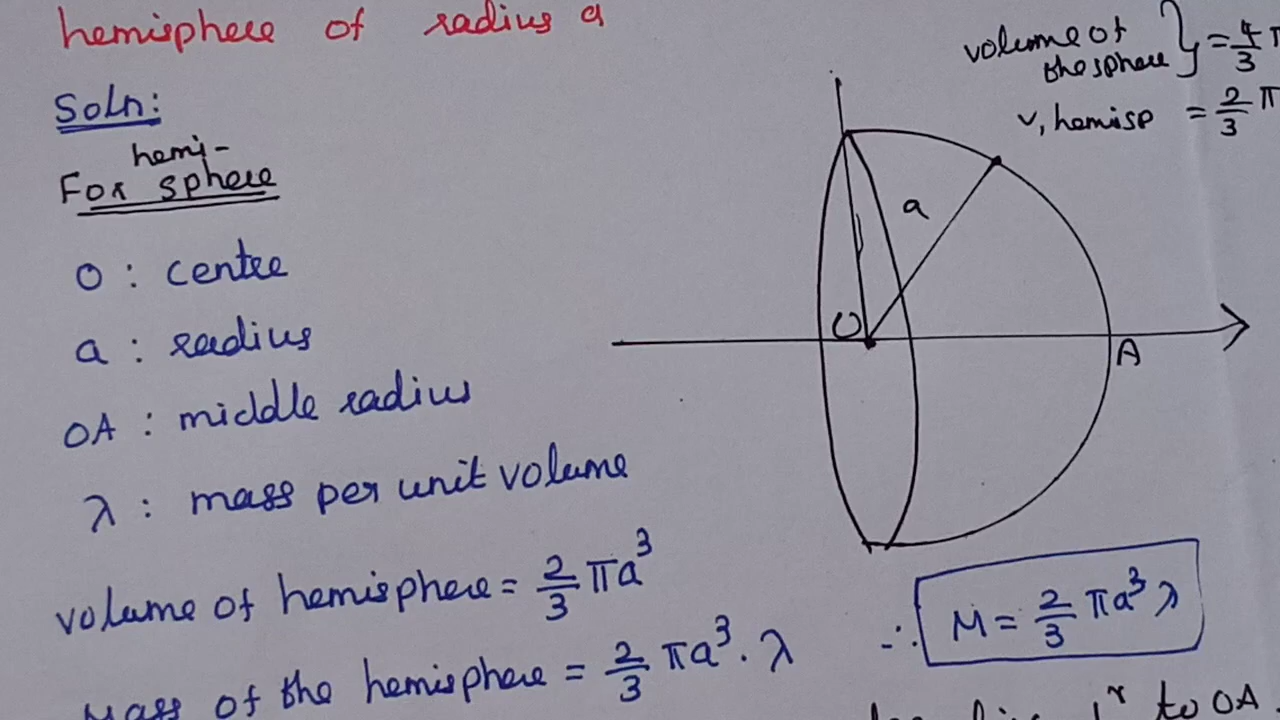 hemisphere of radius a
volume of
the sphere } = 4/3 π
v, hemisp = 2/3 π
Soln:
hemi-
For sphere
O : centre
a : radius
OA : middle radius
λ : mass per unit volume
volume of hemisphere = 2/3 πa³
Mass of the hemisphere = 2/3 πa³. λ
∴ M = 2/3 πa³ λ
a
O
A
to OA.